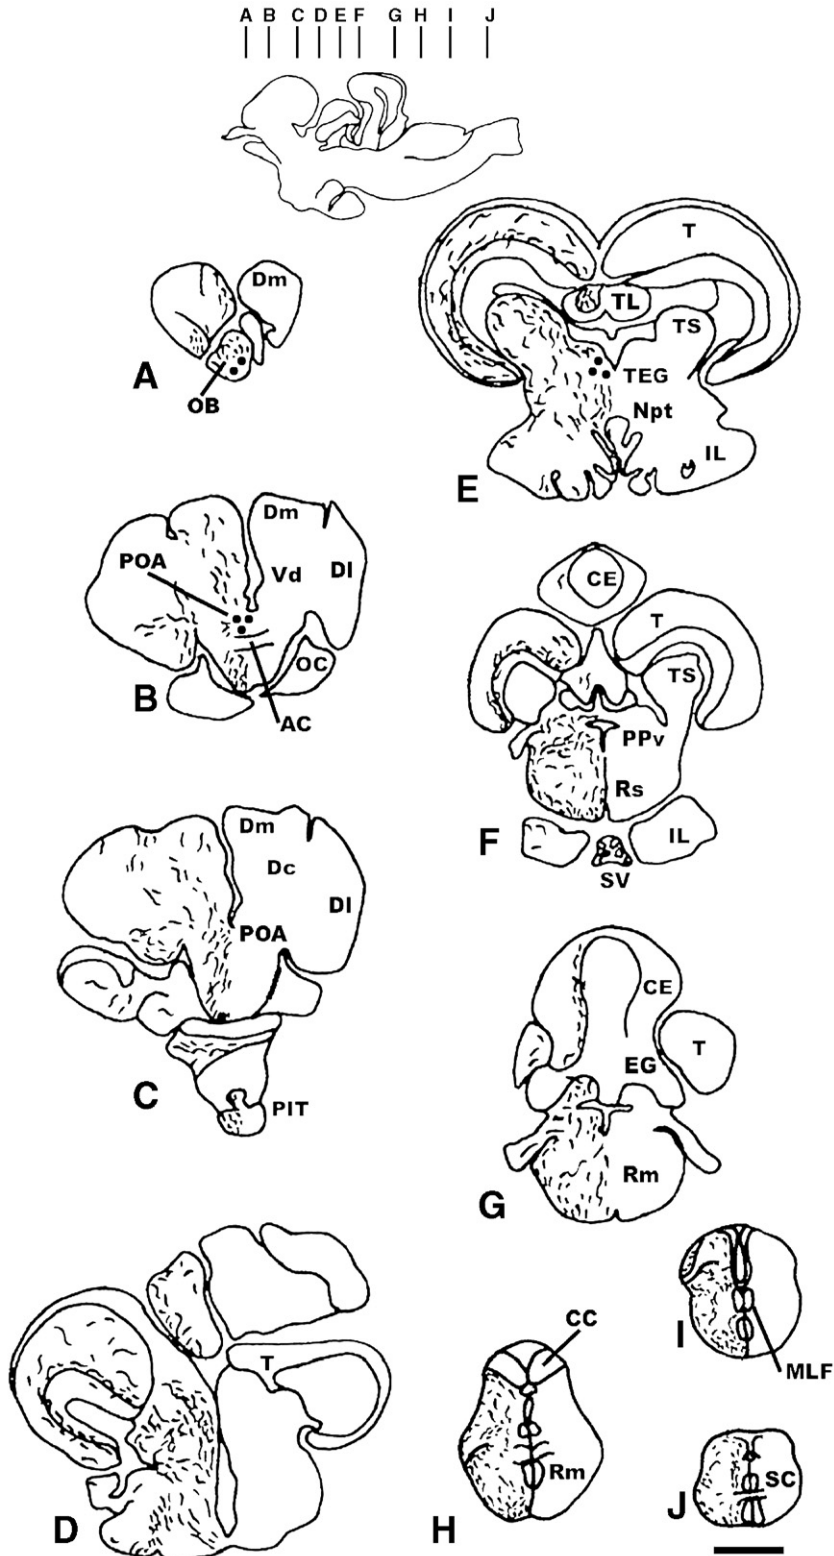 A B C D E F G H I J
Dm
A
OB
T
TL
TS
TEG
Npt
IL
E
Dm
POA
Vd
Dl
OC
B
AC
CE
T
TS
PPv
Rs
IL
F
SV
Dm
Dc
Dl
POA
C
PIT
CE
T
EG
Rm
G
T
D
CC
Rm
H
I
MLF
SC
J